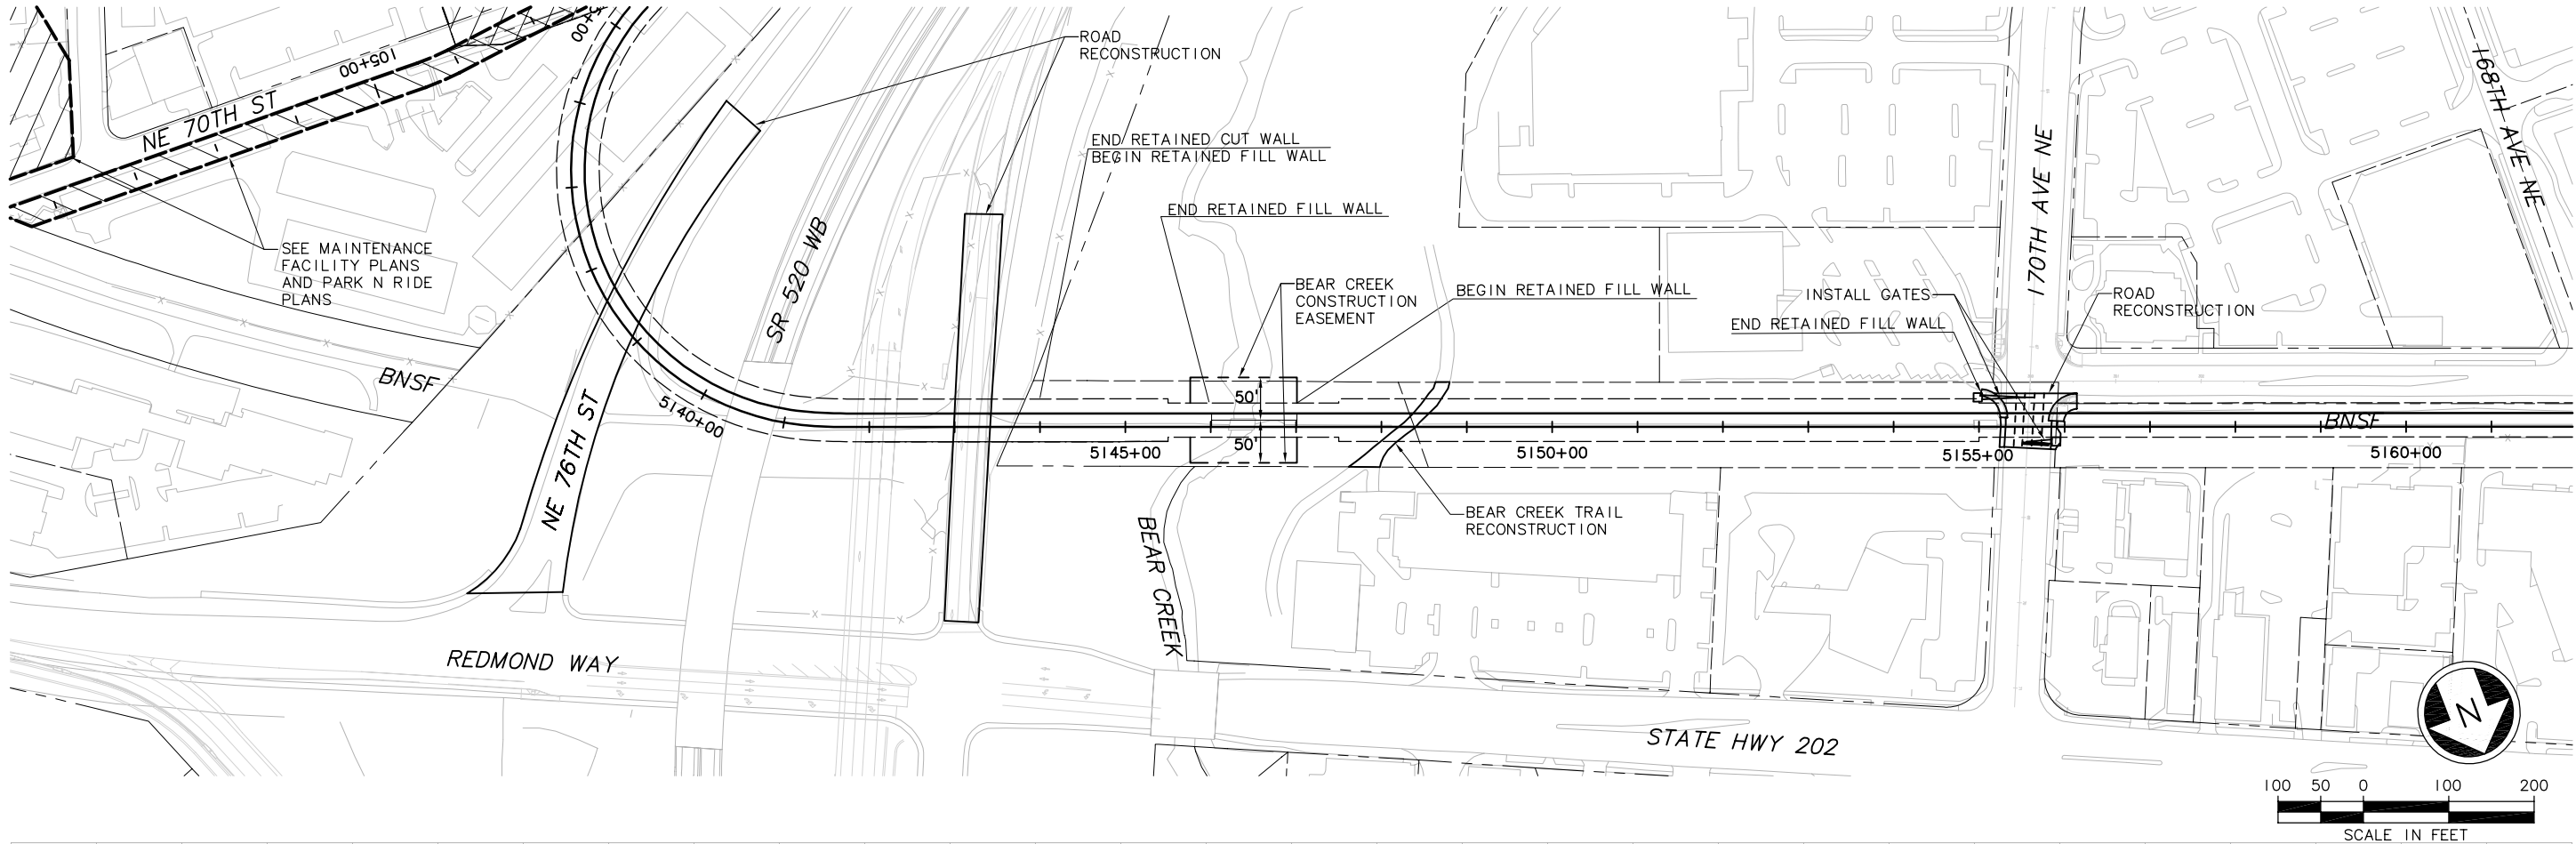 5+00
105+00
NE 70TH ST
ROAD
RECONSTRUCTION
168TH AVE NE
END RETAINED CUT WALL
BEGIN RETAINED FILL WALL
170TH AVE NE
END RETAINED FILL WALL
SEE MAINTENANCE
FACILITY PLANS
AND PARK N RIDE
PLANS
SR 520 WB
BEAR CREEK
CONSTRUCTION
EASEMENT
BEGIN RETAINED FILL WALL
INSTALL GATES
ROAD
RECONSTRUCTION
END RETAINED FILL WALL
BNSF
50'
5140+00
NE 76TH ST
BNSF
50'
5145+00
5150+00
5155+00
5160+00
BEAR CREEK TRAIL
RECONSTRUCTION
BEAR CREEK
REDMOND WAY
STATE HWY 202
N
100 50 0 100 200
SCALE IN FEET